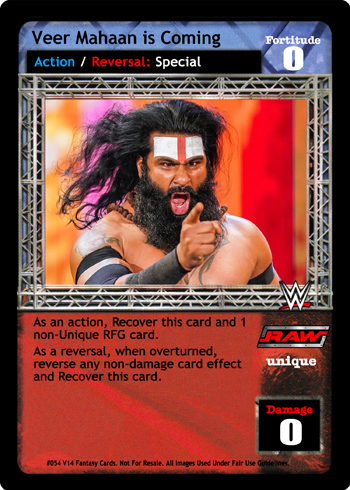 Veer Mahaan is Coming
Fortitude
0
Action / Reversal: Special
W
RAW
unique
As an action, Recover this card and 1
non-Unique RFG card.
As a reversal, when overturned,
reverse any non-damage card effect
and Recover this card.
Damage
0
#054 V14 Fantasy Cards. Not For Resale. All Images Used Under Fair Use Guidelines.